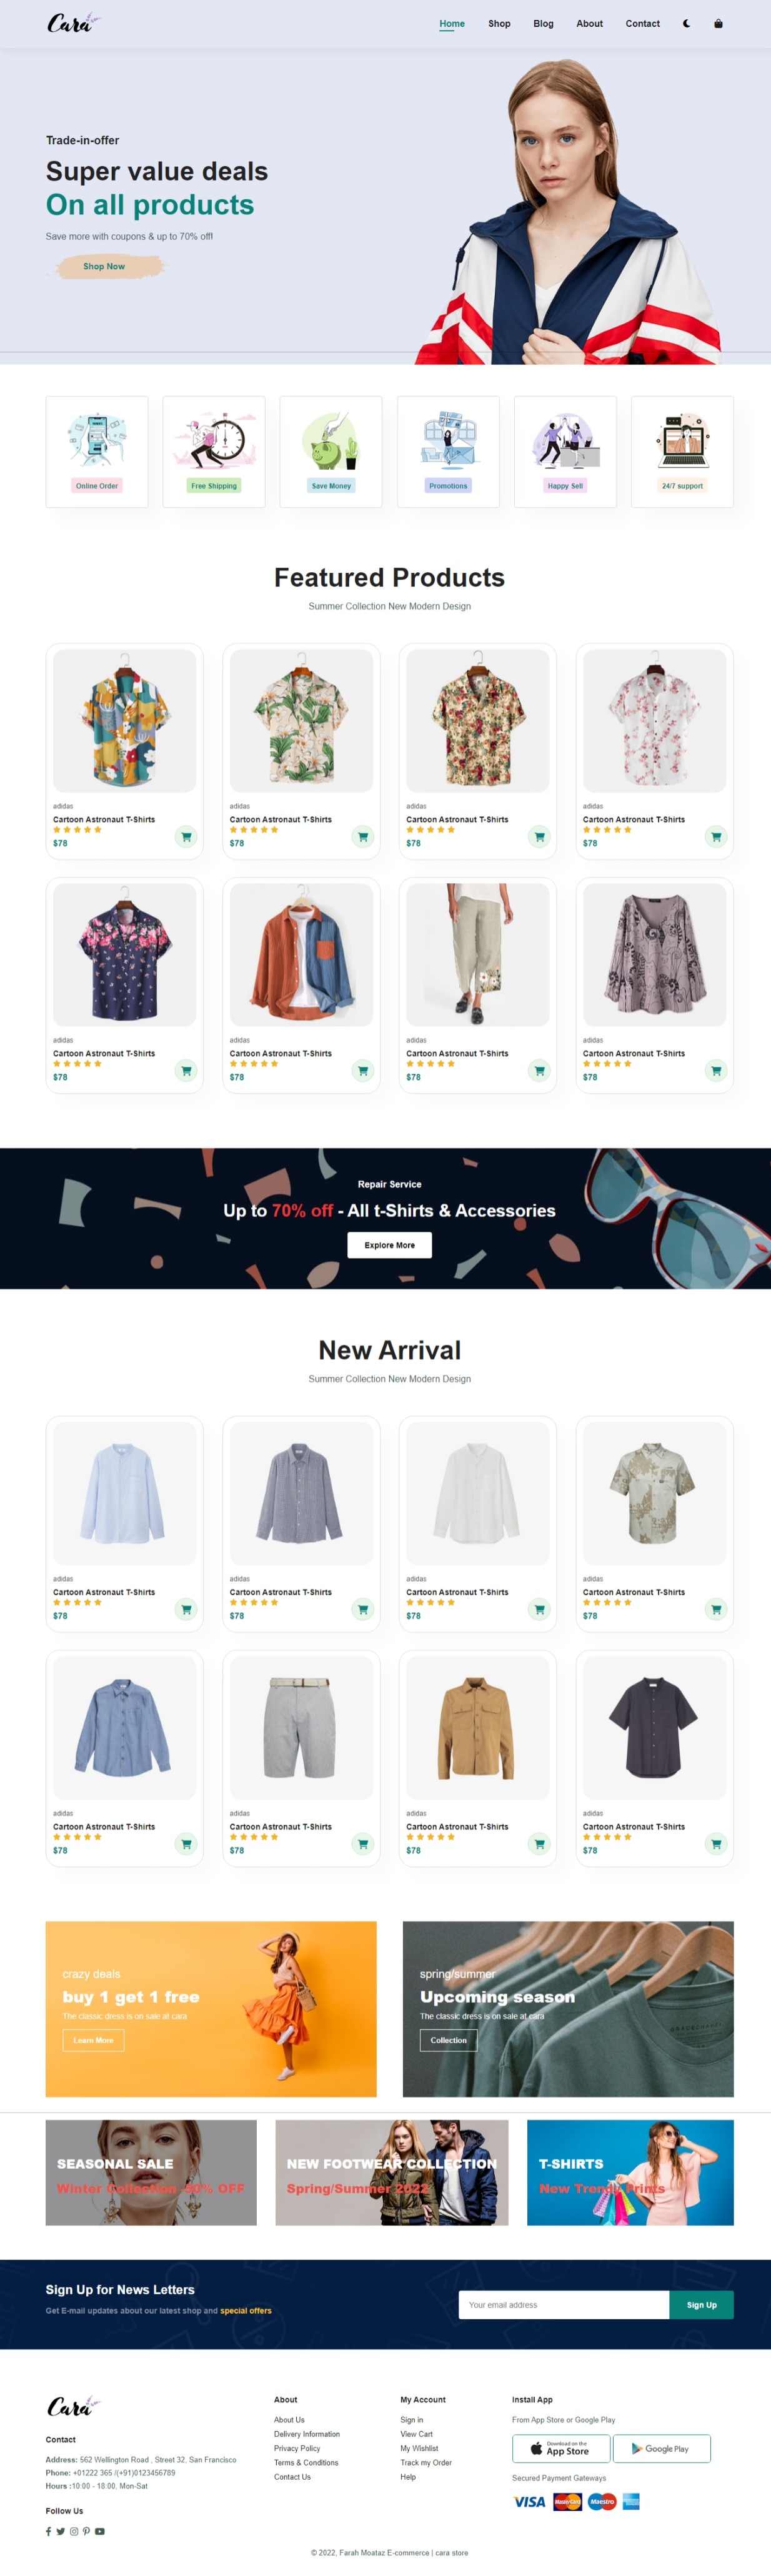 Cara
Home Shop Blog About Contact
Trade-in-offer
Super value deals
On all products
Save more with coupons & up to 70% off!
Shop Now
Online Order
Free Shipping
Save Money
Promotions
Happy Sell
24/7 support
Featured Products
Summer Collection New Modern Design
adidas
Cartoon Astronaut T-Shirts
$78
adidas
Cartoon Astronaut T-Shirts
$78
adidas
Cartoon Astronaut T-Shirts
$78
adidas
Cartoon Astronaut T-Shirts
$78
adidas
Cartoon Astronaut T-Shirts
$78
adidas
Cartoon Astronaut T-Shirts
$78
adidas
Cartoon Astronaut T-Shirts
$78
adidas
Cartoon Astronaut T-Shirts
$78
Repair Service
Up to 70% off - All t-Shirts & Accessories
Explore More
New Arrival
Summer Collection New Modern Design
adidas
Cartoon Astronaut T-Shirts
$78
adidas
Cartoon Astronaut T-Shirts
$78
adidas
Cartoon Astronaut T-Shirts
$78
adidas
Cartoon Astronaut T-Shirts
$78
adidas
Cartoon Astronaut T-Shirts
$78
adidas
Cartoon Astronaut T-Shirts
$78
adidas
Cartoon Astronaut T-Shirts
$78
adidas
Cartoon Astronaut T-Shirts
$78
crazy deals
buy 1 get 1 free
The classic dress is on sale at cara
Learn More
spring/summer
Upcoming season
The classic dress is on sale at cara
Collection
SEASONAL SALE
Winter Collection -50% OFF
NEW FOOTWEAR COLLECTION
Spring/Summer 2022
T-SHIRTS
New Trendy Prints
Sign Up for News Letters
Get E-mail updates about our latest shop and special offers
Your email address
Sign Up
Cara
Contact
Address: 562 Wellington Road , Street 32, San Francisco
Phone: +01222 365 /(+91)0123456789
Hours :10:00 - 18:00, Mon-Sat
Follow Us
About
About Us
Delivery Information
Privacy Policy
Terms & Conditions
Contact Us
My Account
Sign in
View Cart
My Wishlist
Track my Order
Help
Install App
From App Store or Google Play
Download on the
App Store
Google Play
Secured Payment Gateways
VISA MasterCard Maestro
© 2022, Farah Moataz E-commerce | cara store